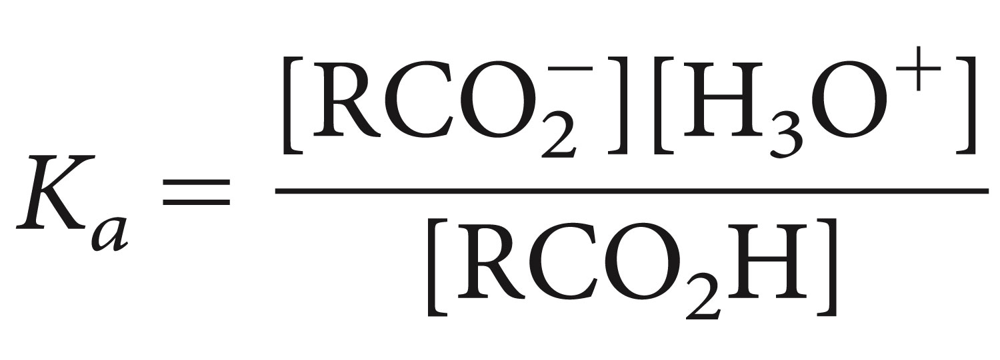 Kₐ = [RCO₂⁻][H₃O⁺]
[RCO₂H]